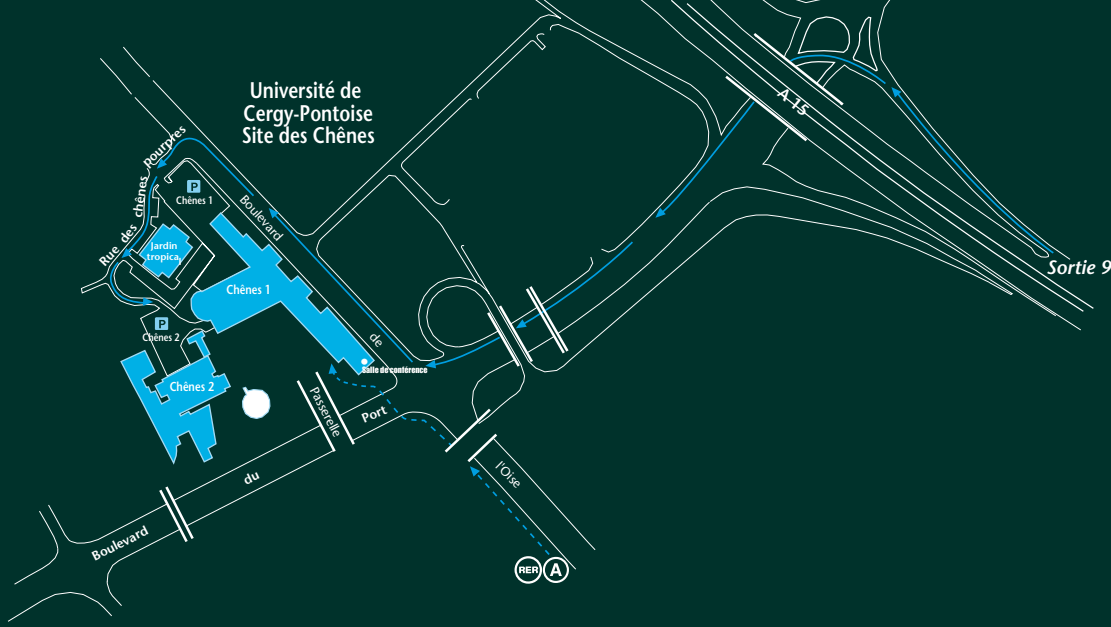 Université de
Cergy-Pontoise
Site des Chênes
A 15
Sortie 9
Rue des chênes pourpres
P
Chênes 1
Boulevard
Jardin
tropica
Chênes 1
P
Chênes 2
de
Salle de conférence
Chênes 2
Passerelle
Port
du
l'Oise
Boulevard
RER A